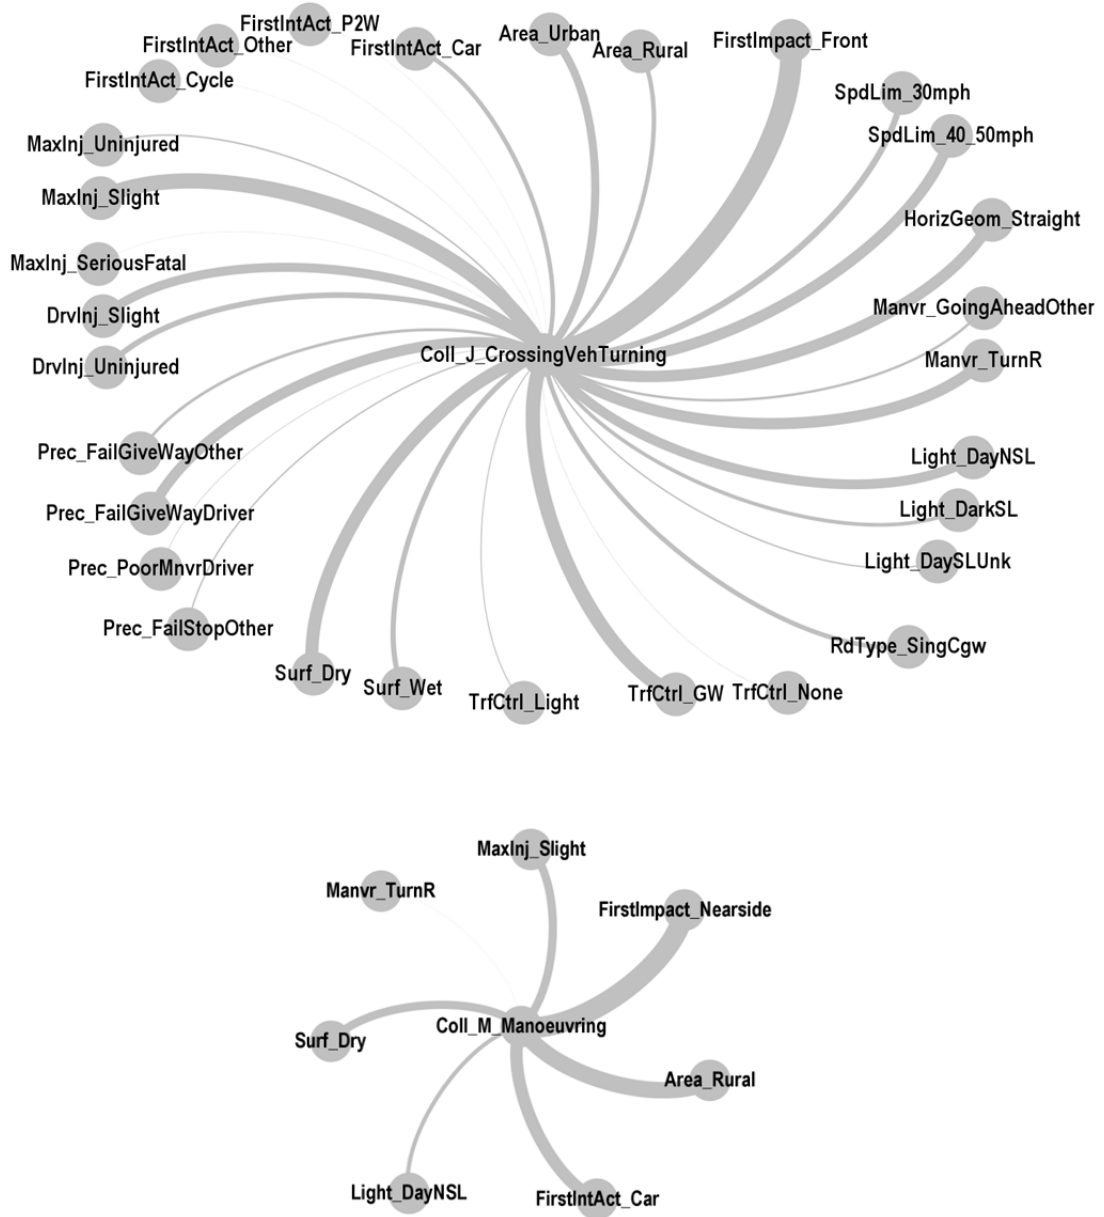 FirstIntAct_P2W
FirstIntAct_Other
FirstIntAct_Car
Area_Urban
Area_Rural
FirstImpact_Front
FirstIntAct_Cycle
SpdLim_30mph
SpdLim_40_50mph
MaxInj_Uninjured
MaxInj_Slight
HorizGeom_Straight
MaxInj_SeriousFatal
DrvInj_Slight
Manvr_GoingAheadOther
Coll_J_CrossingVehTurning
Manvr_TurnR
DrvInj_Uninjured
Prec_FailGiveWayOther
Light_DayNSL
Prec_FailGiveWayDriver
Light_DarkSL
Prec_PoorMnvrDriver
Light_DaySLUnk
Prec_FailStopOther
RdType_SingCgw
Surf_Dry
Surf_Wet
TrfCtrl_Light
TrfCtrl_GW
TrfCtrl_None
MaxInj_Slight
Manvr_TurnR
FirstImpact_Nearside
Coll_M_Manoeuvring
Surf_Dry
Area_Rural
Light_DayNSL
FirstIntAct_Car